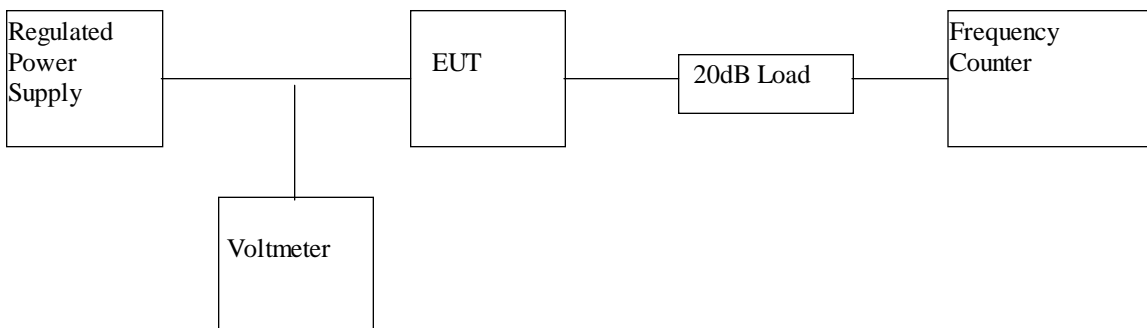 Regulated
Power
Supply
EUT
20dB Load
Frequency
Counter
Voltmeter